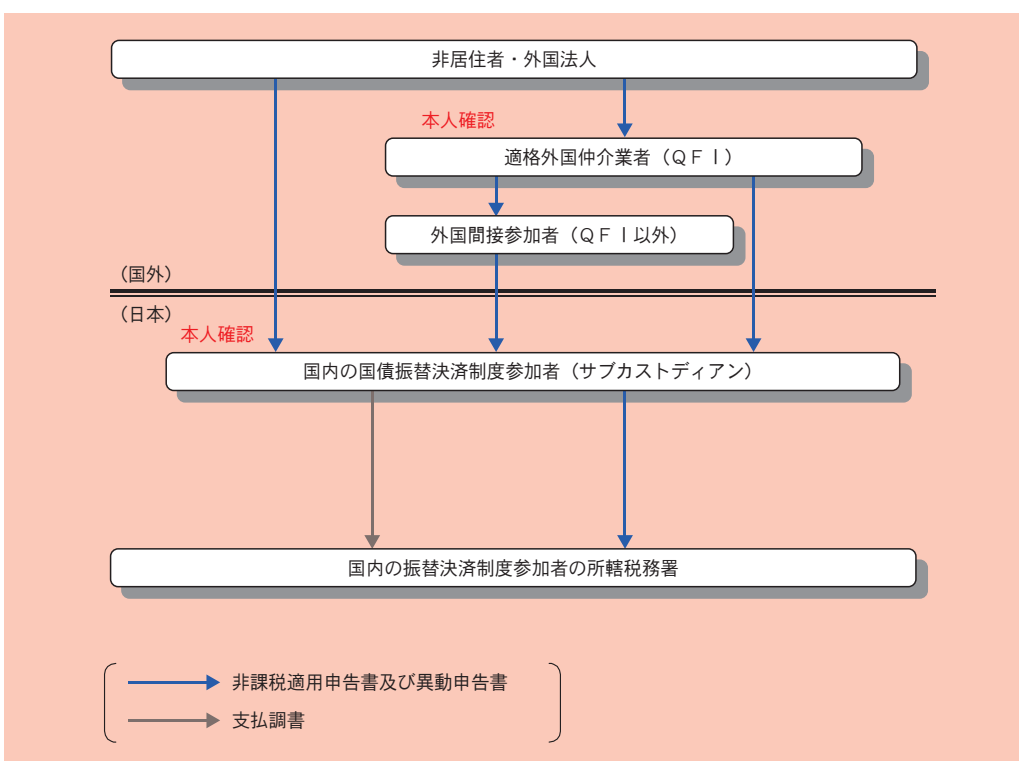 非居住者・外国法人
本人確認
適格外国仲介業者（ＱＦＩ）
外国間接参加者（ＱＦＩ以外）
（国外）
（日本）
本人確認
国内の国債振替決済制度参加者（サブカストディアン）
国内の振替決済制度参加者の所轄税務署
非課税適用申告書及び異動申告書
支払調書